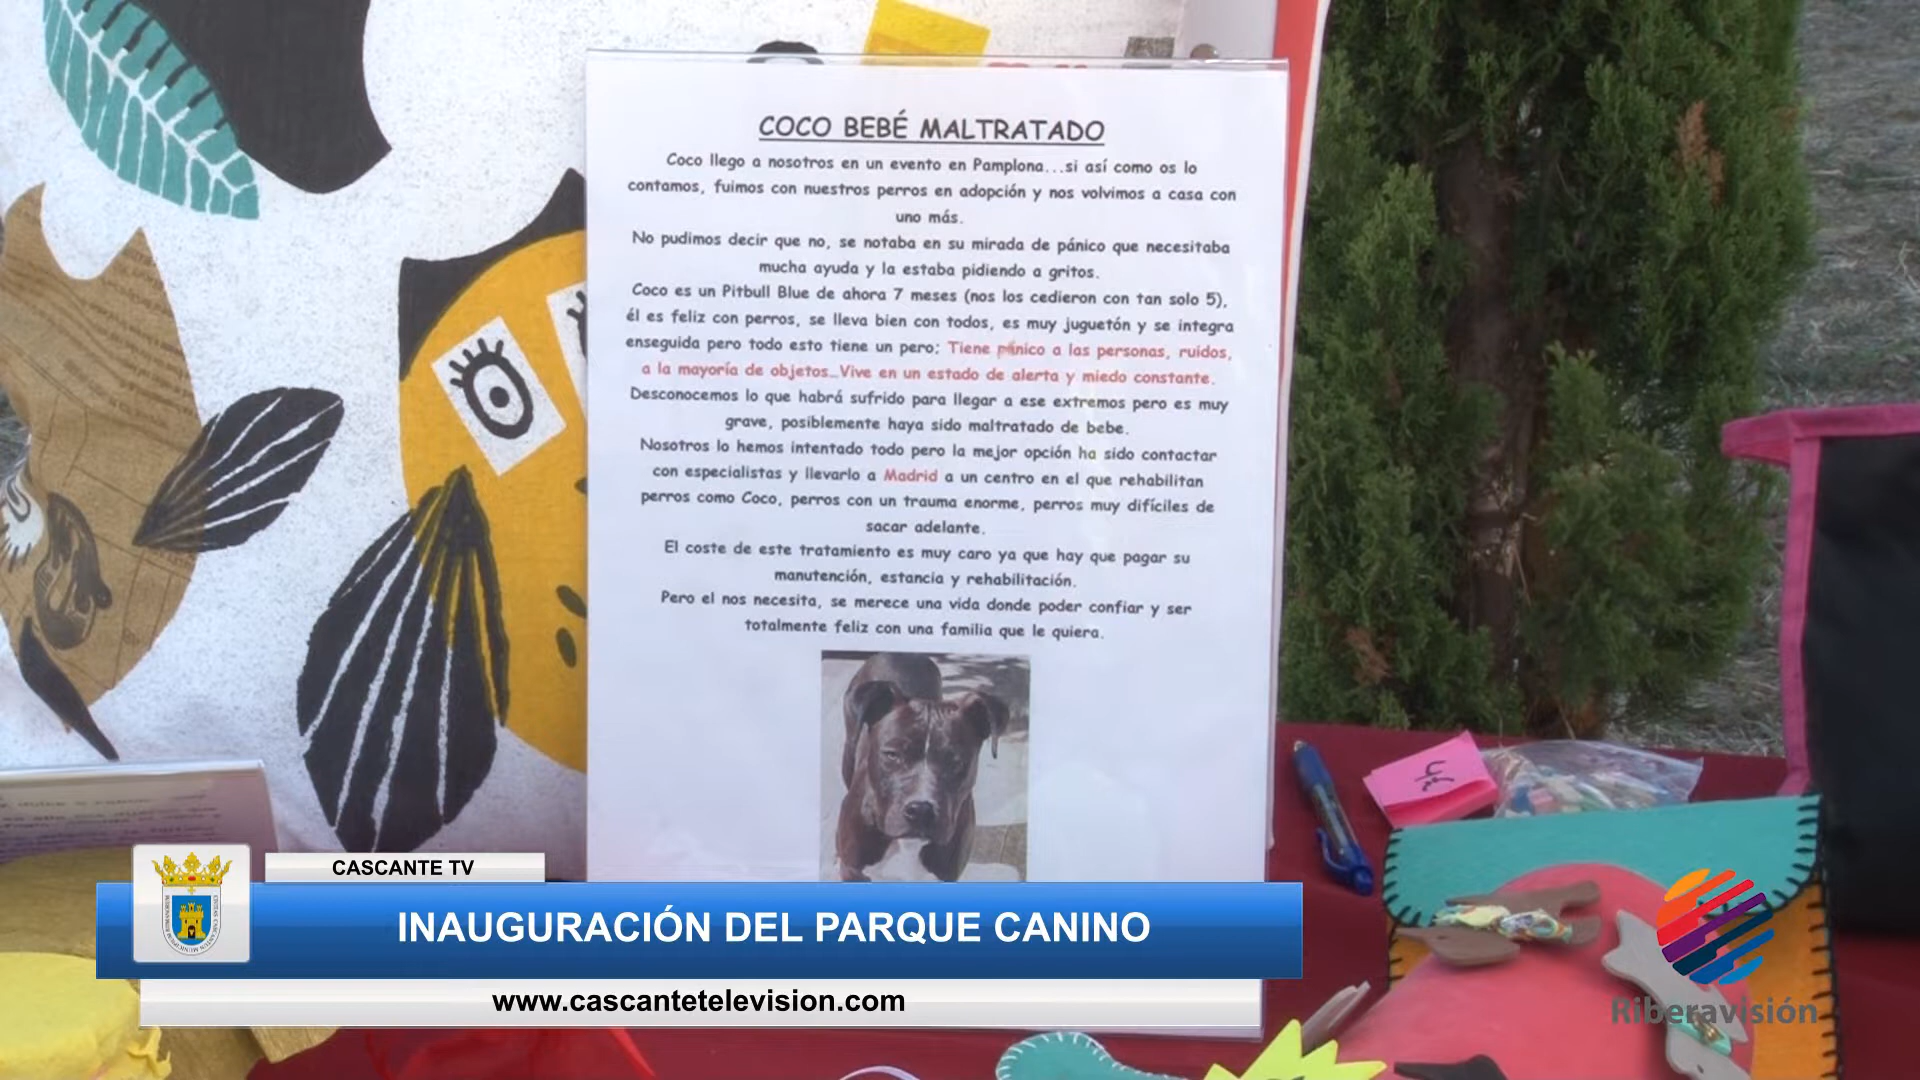 COCO BEBÉ MALTRATADO
Coco llego a nosotros en un evento en Pamplona...si así como os lo
contamos, fuimos con nuestros perros en adopción y nos volvimos a casa con
uno más.
No pudimos decir que no, se notaba en su mirada de pánico que necesitaba
mucha ayuda y la estaba pidiendo a gritos.
Coco es un Pitbull Blue de ahora 7 meses (nos los cedieron con tan solo 5),
él es feliz con perros, se lleva bien con todos, es muy juguetón y se integra
enseguida pero todo esto tiene un pero; Tiene pánico a las personas, ruidos,
a la mayoría de objetos…Vive en un estado de alerta y miedo constante.
Desconocemos lo que habrá sufrido para llegar a ese extremos pero es muy
grave, posiblemente haya sido maltratado de bebe.
Nosotros lo hemos intentado todo pero la mejor opción ha sido contactar
con especialistas y llevarlo a Madrid a un centro en el que rehabilitan
perros como Coco, perros con un trauma enorme, perros muy difíciles de
sacar adelante.
El coste de este tratamiento es muy caro ya que hay que pagar su
manutención, estancia y rehabilitación.
Pero el nos necesita, se merece una vida donde poder confiar y ser
totalmente feliz con una familia que le quiera.
CASCANTE TV
INAUGURACIÓN DEL PARQUE CANINO
www.cascantetelevision.com
Riberavisión